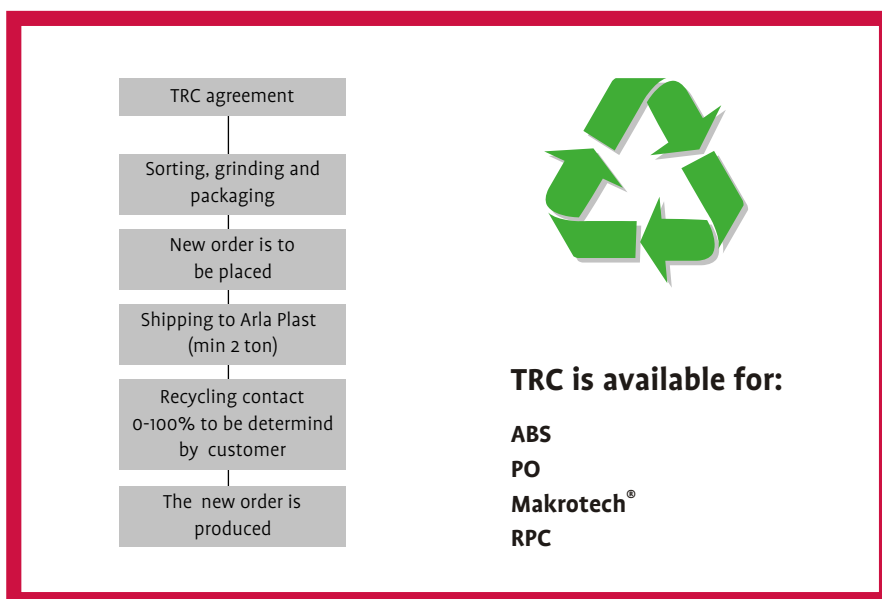 TRC agreement
Sorting, grinding and
packaging
New order is to
be placed
Shipping to Arla Plast
(min 2 ton)
Recycling contact
0-100% to be determind
by customer
The new order is
produced
TRC is available for:
ABS
PO
Makrotech®
RPC